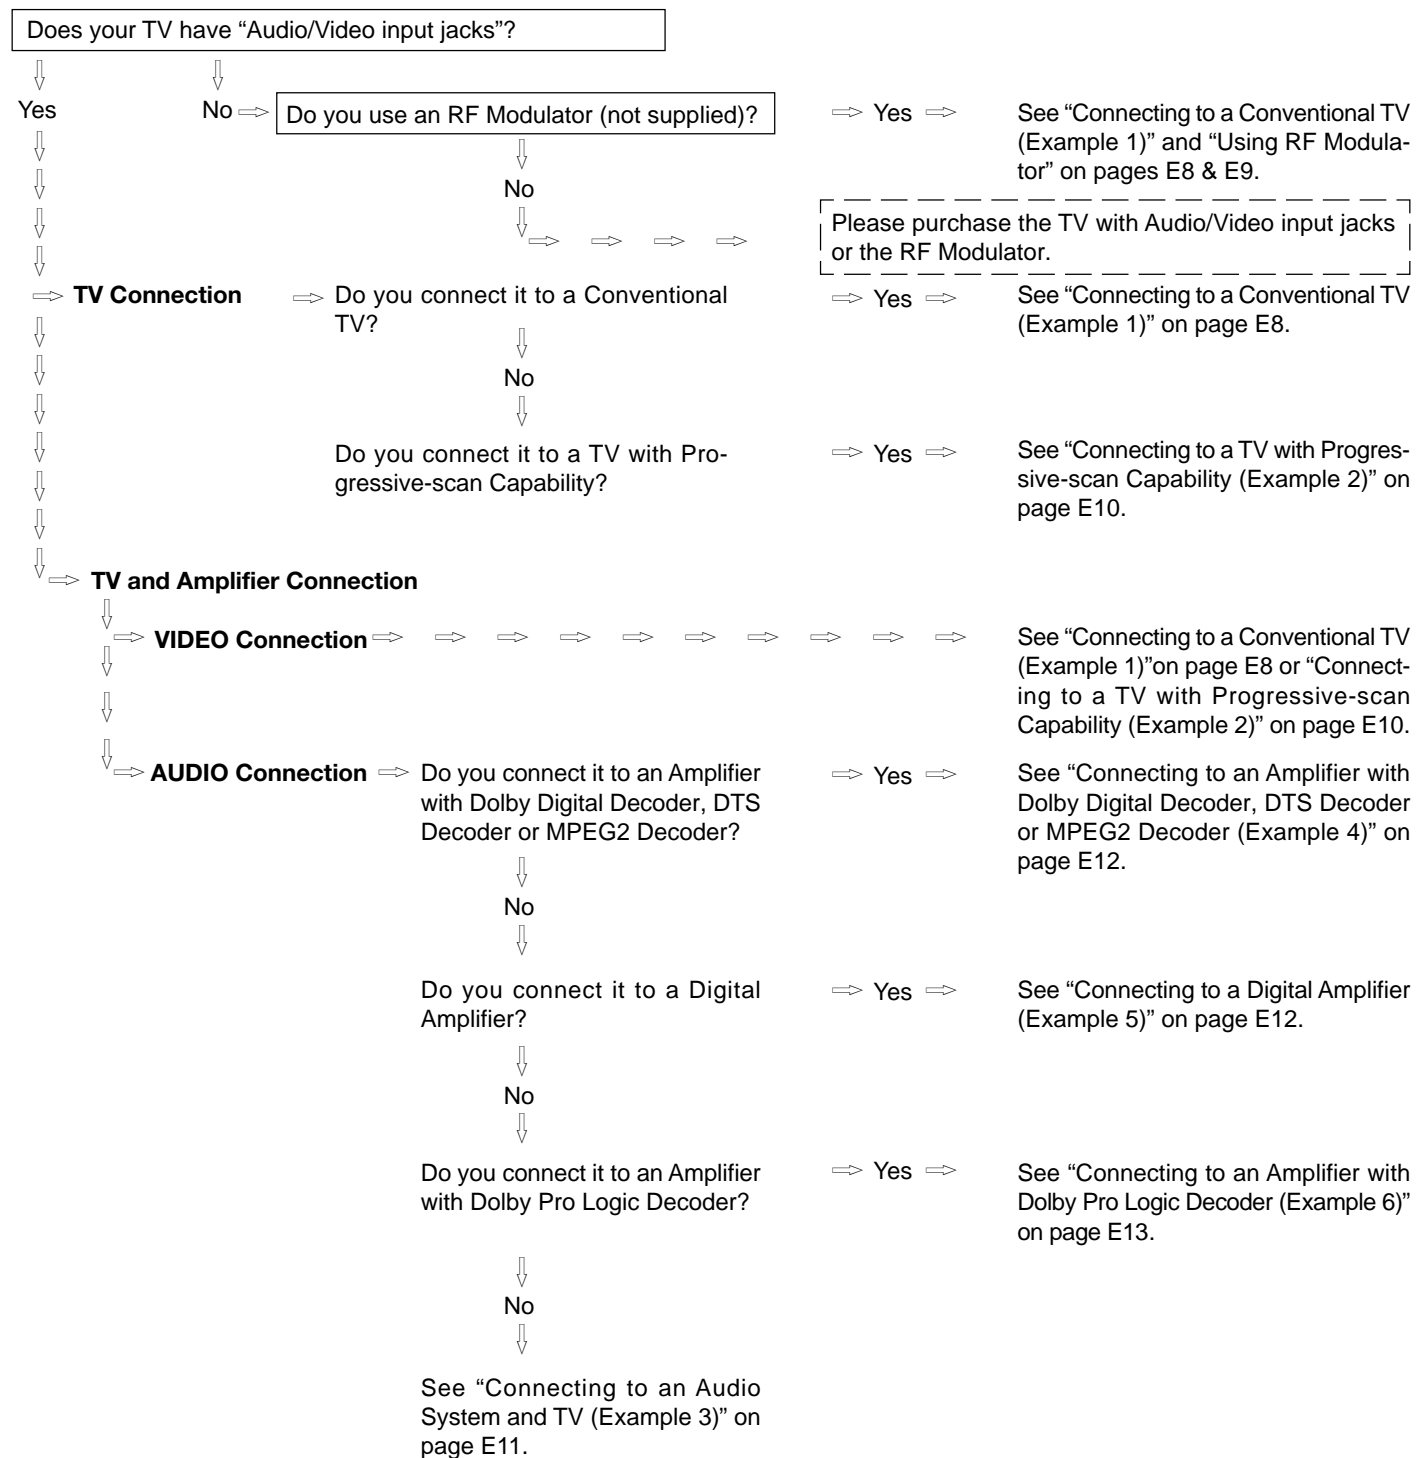 Does your TV have “Audio/Video input jacks”?
Yes
No
Do you use an RF Modulator (not supplied)?
Yes
See “Connecting to a Conventional TV
(Example 1)” and “Using RF Modula-
tor” on pages E8 & E9.
No
Please purchase the TV with Audio/Video input jacks
or the RF Modulator.
TV Connection
Do you connect it to a Conventional
TV?
Yes
See “Connecting to a Conventional TV
(Example 1)” on page E8.
No
Do you connect it to a TV with Pro-
gressive-scan Capability?
Yes
See “Connecting to a TV with Progres-
sive-scan Capability (Example 2)” on
page E10.
TV and Amplifier Connection
VIDEO Connection
See “Connecting to a Conventional TV
(Example 1)”on page E8 or “Connect-
ing to a TV with Progressive-scan
Capability (Example 2)” on page E10.
AUDIO Connection
Do you connect it to an Amplifier
with Dolby Digital Decoder, DTS
Decoder or MPEG2 Decoder?
Yes
See “Connecting to an Amplifier with
Dolby Digital Decoder, DTS Decoder
or MPEG2 Decoder (Example 4)” on
page E12.
No
Do you connect it to a Digital
Amplifier?
Yes
See “Connecting to a Digital Amplifier
(Example 5)” on page E12.
No
Do you connect it to an Amplifier
with Dolby Pro Logic Decoder?
Yes
See “Connecting to an Amplifier with
Dolby Pro Logic Decoder (Example 6)”
on page E13.
No
See “Connecting to an Audio
System and TV (Example 3)” on
page E11.